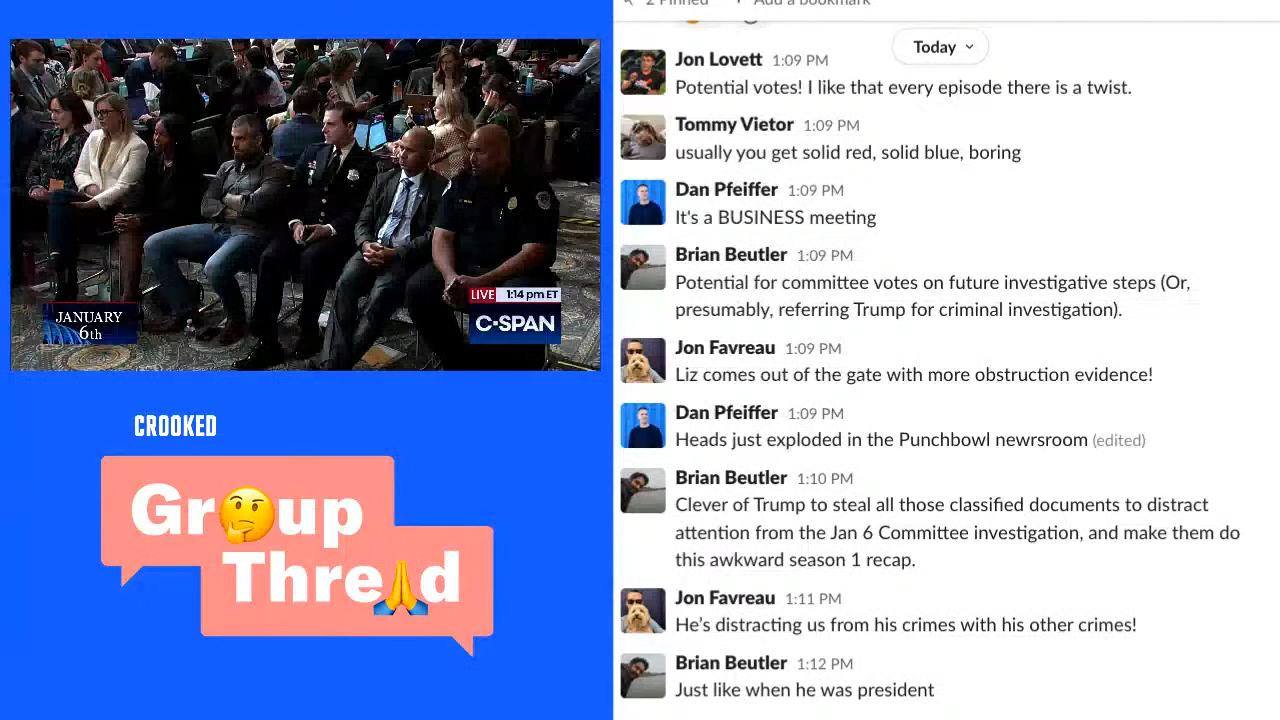 2 Pinned
Add a bookmark
Today
Jon Lovett 1:09 PM
Potential votes! I like that every episode there is a twist.
Tommy Vietor 1:09 PM
usually you get solid red, solid blue, boring
Dan Pfeiffer 1:09 PM
It's a BUSINESS meeting
Brian Beutler 1:09 PM
Potential for committee votes on future investigative steps (Or,
presumably, referring Trump for criminal investigation).
Jon Favreau 1:09 PM
Liz comes out of the gate with more obstruction evidence!
Dan Pfeiffer 1:09 PM
Heads just exploded in the Punchbowl newrsroom (edited)
Brian Beutler 1:10 PM
Clever of Trump to steal all those classified documents to distract
attention from the Jan 6 Committee investigation, and make them do
this awkward season 1 recap.
Jon Favreau 1:11 PM
He's distracting us from his crimes with his other crimes!
Brian Beutler 1:12 PM
Just like when he was president
LIVE 1:14 pm ET
C-SPAN
JANUARY
6th
CROOKED
Gr🤔up
Thre🙏d